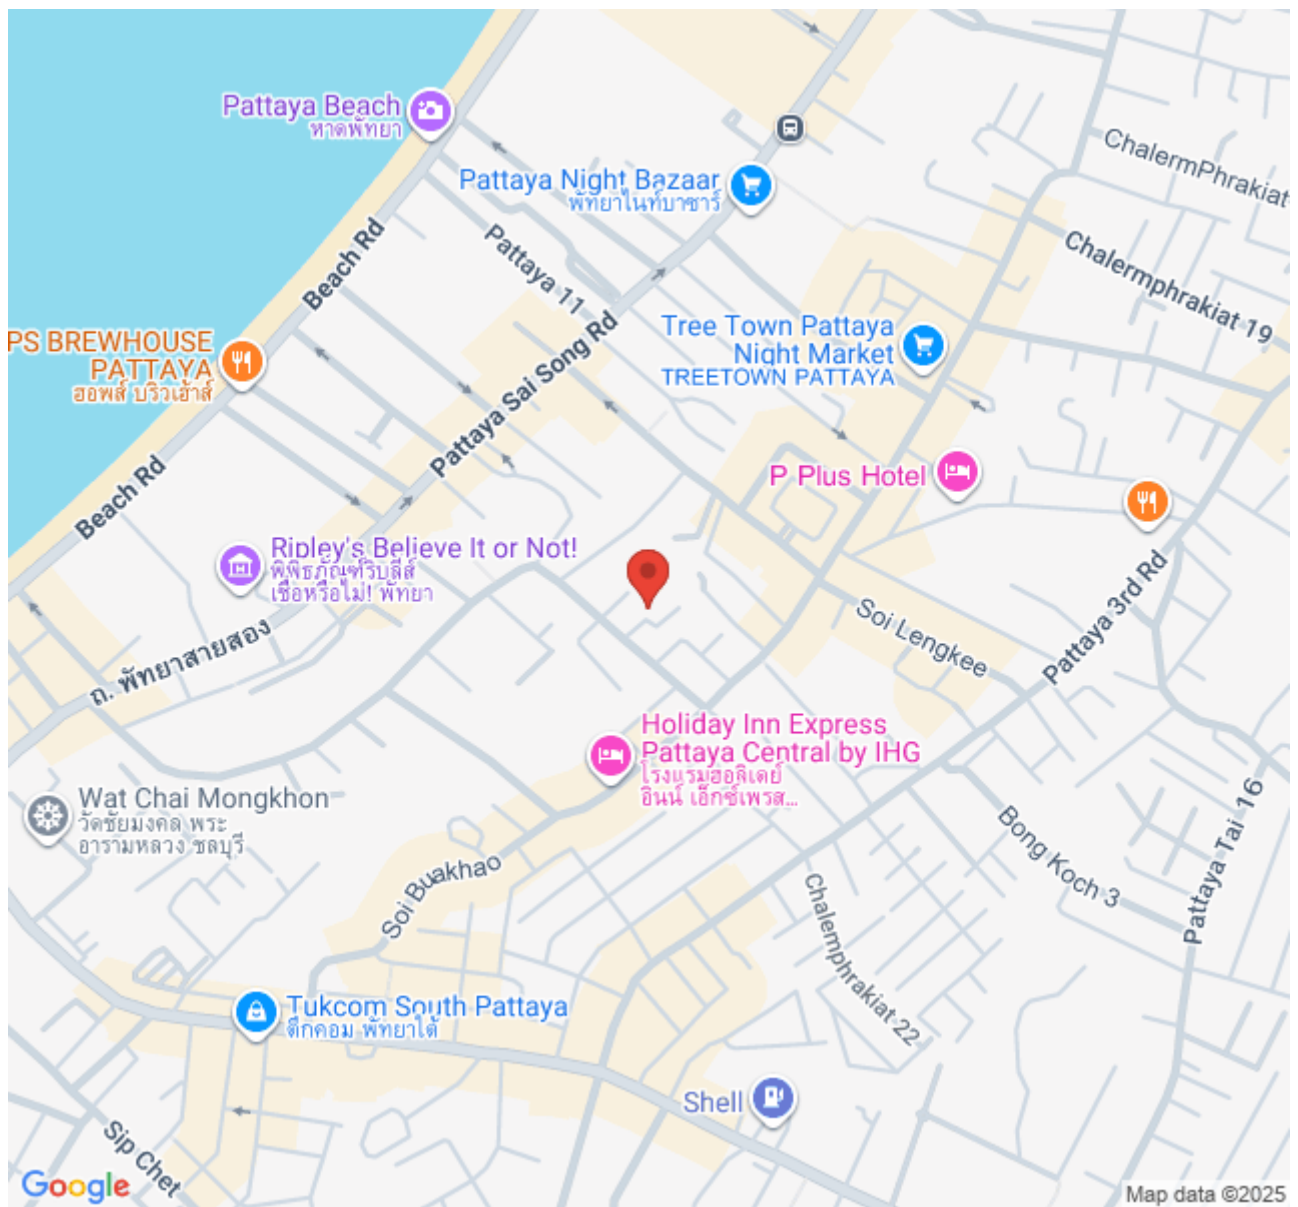 Pattaya Beach
หาดพัทยา
ChalermPhrakiat
Pattaya Night Bazaar
พัทยาไนท์บาซาร์
Beach Rd
Pattaya 11
Chalermphrakiat 19
PS BREWHOUSE
PATTAYA
ฮอพส์ บริวเฮ้าส์
Tree Town Pattaya
Night Market
TREETOWN PATTAYA
Pattaya Sai Song Rd
Beach Rd
P Plus Hotel
Ripley's Believe It or Not!
พิพิธภัณฑ์ริบลีส์
เชื่อหรือไม่! พัทยา
Pattaya 3rd Rd
Soi Lengkee
ถ. พัทยาสายสอง
Holiday Inn Express
Pattaya Central by IHG
โรงแรมฮอลิเดย์
อินน์ เอ็กซ์เพรส...
Wat Chai Mongkhon
วัดชัยมงคล พระ
อารามหลวง ชลบุรี
Pattaya Tai 16
Bong Koch 3
Soi Buakhao
Chalemphrakiat 22
Tukcom South Pattaya
ตึกคอม พัทยาใต้
Shell
Sip Chet
Google
Map data ©2025